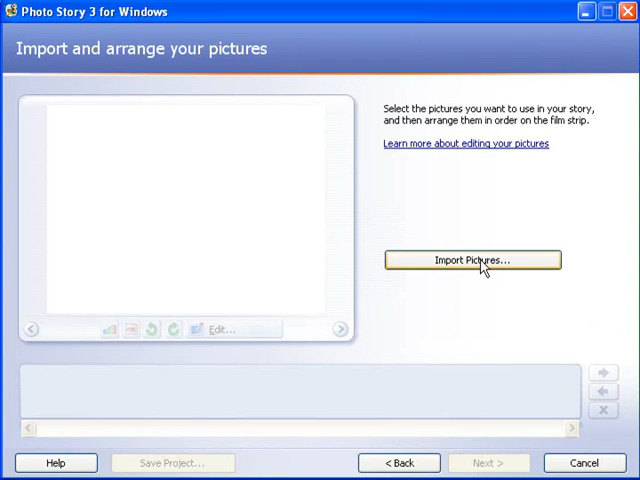 Photo Story 3 for Windows
Import and arrange your pictures
Select the pictures you want to use in your story,
and then arrange them in order on the film strip.
Learn more about editing your pictures
Import Pictures...
Edit...
Help
Save Project...
< Back
Next >
Cancel